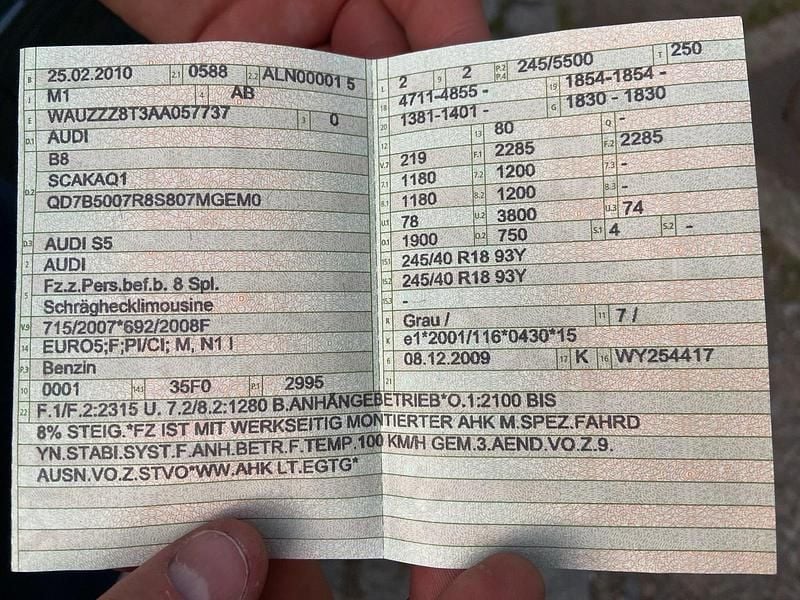 B 25.02.2010 2.1 0588 2.2 ALN00001 5
J M1 4 AB
E WAUZZZ8T3AA057737 3 0
D.1 AUDI
B8
D.2 SCAKAQ1
QD7B5007R8S807MGEM0
D.3 AUDI S5
2 AUDI
5 Fz.z.Pers.bef.b. 8 Spl.
Schräghecklimousine
V.9 715/2007*692/2008F
14 EURO5;F;PI/CI; M, N1 I
P.3 Benzin
10 0001 14.1 35F0 P.1 2995
L 2 9 2 P.2 P.4 245/5500 T 250
18 4711-4855 - 19 1854-1854 -
20 1381-1401 - G 1830 - 1830
12 13 80 Q -
V.7 219 F.1 2285 F.2 2285
7.1 1180 7.2 1200 7.3 -
8.1 1180 8.2 1200 8.3 -
U.1 78 U.2 3800 U.3 74
O.1 1900 O.2 750 S.1 4 S.2 -
15.1 245/40 R18 93Y
15.2 245/40 R18 93Y
15.3 -
R Grau / 11 7 /
K e1*2001/116*0430*15
6 08.12.2009 17 K 16 WY254417
22 F.1/F.2:2315 U. 7.2/8.2:1280 B.ANHÄNGEBETRIEB*O.1:2100 BIS
8% STEIG.*FZ IST MIT WERKSEITIG MONTIERTER AHK M.SPEZ.FAHRD
YN.STABI.SYST.F.ANH.BETR.F.TEMP.100 KM/H GEM.3.AEND.VO.Z.9.
AUSN.VO.Z.STVO*WW.AHK LT.EGTG*